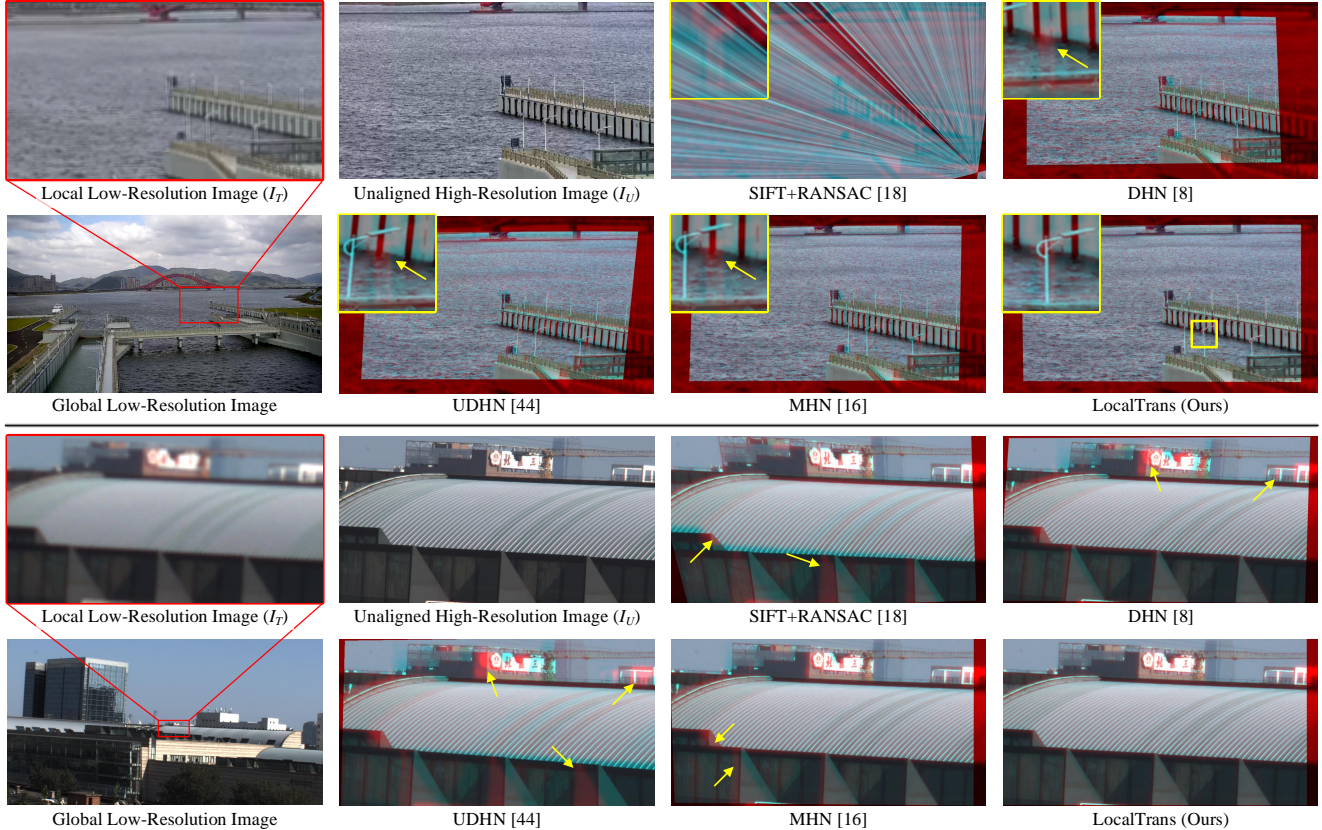 Local Low-Resolution Image (I_T)
Unaligned High-Resolution Image (I_U)
SIFT+RANSAC [18]
DHN [8]
Global Low-Resolution Image
UDHN [44]
MHN [16]
LocalTrans (Ours)
Local Low-Resolution Image (I_T)
Unaligned High-Resolution Image (I_U)
SIFT+RANSAC [18]
DHN [8]
Global Low-Resolution Image
UDHN [44]
MHN [16]
LocalTrans (Ours)